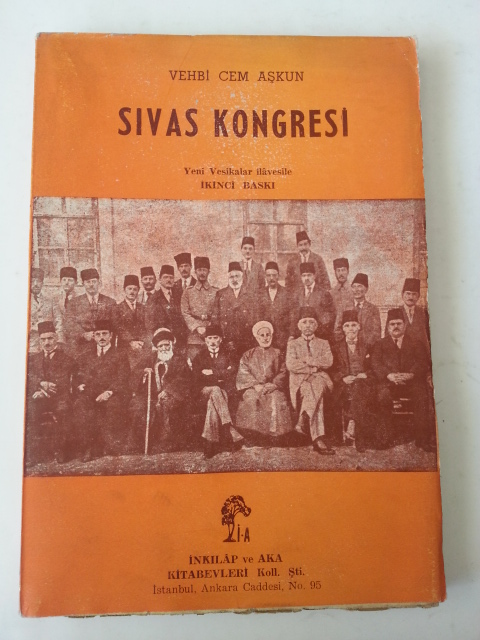 VEHBİ CEM AŞKUN
SIVAS KONGRESİ
Yeni Vesikalar ilâvesile
İKİNCİ BASKI
İ-A
İNKILÂP ve AKA
KİTABEVLERİ Koll. Şti.
İstanbul, Ankara Caddesi, No. 95